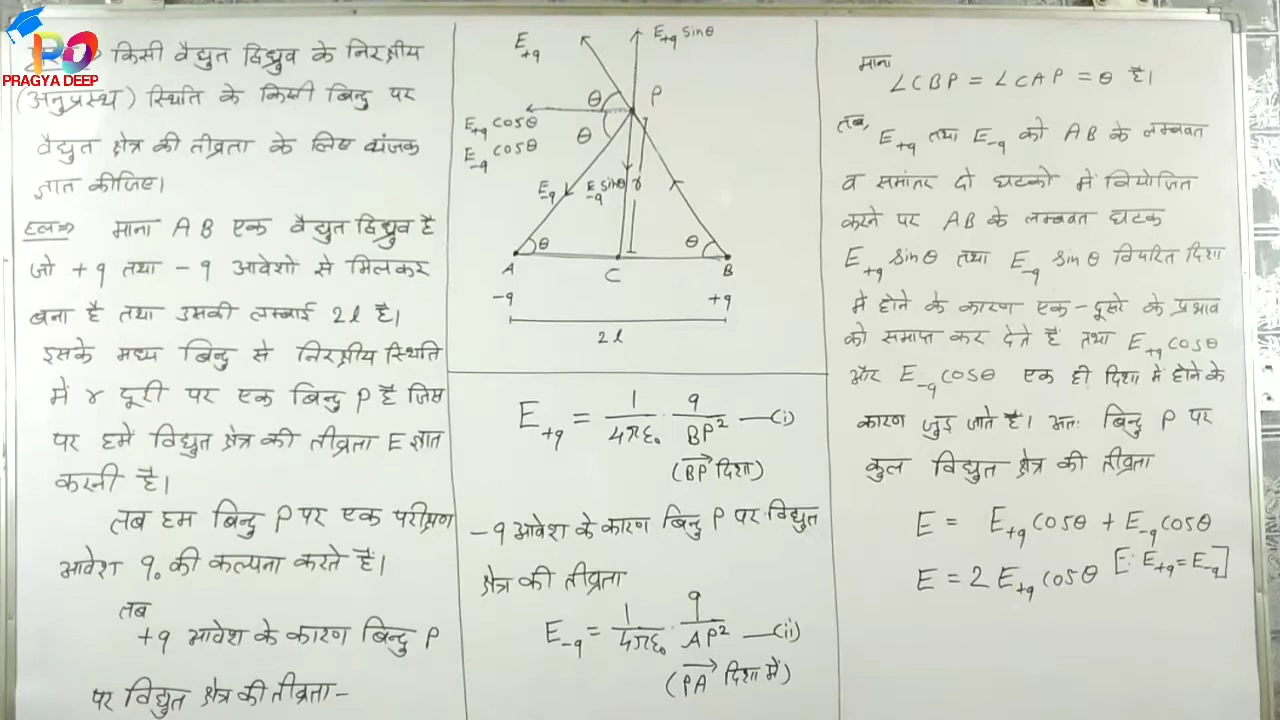 PRAGYA DEEP
किसी वैद्युत द्विध्रुव के निरक्षीय
(अनुप्रस्थ) स्थिति के किसी बिन्दु पर
वैद्युत क्षेत्र की तीव्रता के लिए व्यंजक
ज्ञात कीजिए।
हल⇒ माना AB एक वैद्युत द्विध्रुव है
जो +q तथा -q आवेशो से मिलकर
बना है तथा उसकी लम्बाई 2l है।
इसके मध्य बिन्दु से निरक्षीय स्थिति
में r दूरी पर एक बिन्दु P है जिस
पर हमें विद्युत क्षेत्र की तीव्रता E ज्ञात
करनी है।
तब हम बिन्दु P पर एक परीक्षण
आवेश q₀ की कल्पना करते हैं।
तब
+q आवेश के कारण बिन्दु P
पर विद्युत क्षेत्र की तीव्रता-
E+q
E+q sinθ
θ P
E+q cosθ
E-q cosθ
θ
E-q E-q sinθ r
θ θ
A C B
-q +q
2l
E+q = 1/4πε₀ · q/BP² —(i)
(BP→ दिशा)
-q आवेश के कारण बिन्दु P पर विद्युत
क्षेत्र की तीव्रता
E-q = 1/4πε₀ · q/AP² —(ii)
(PA→ दिशा में)
माना
∠CBP = ∠CAP = θ है।
तब, E+q तथा E-q को AB के लम्बवत
व समांतर दो घटको में वियोजित
करने पर AB के लम्बवत घटक
E+q sinθ तथा E-q sinθ विपरित दिशा
में होने के कारण एक-दूसरे के प्रभाव
को समाप्त कर देते हैं तथा E+q cosθ
और E-q cosθ एक ही दिशा में होने के
कारण जुड़ जाते है। अतः बिन्दु P पर
कुल विद्युत क्षेत्र की तीव्रता
E = E+q cosθ + E-q cosθ
E = 2 E+q cosθ [∵ E+q = E-q]